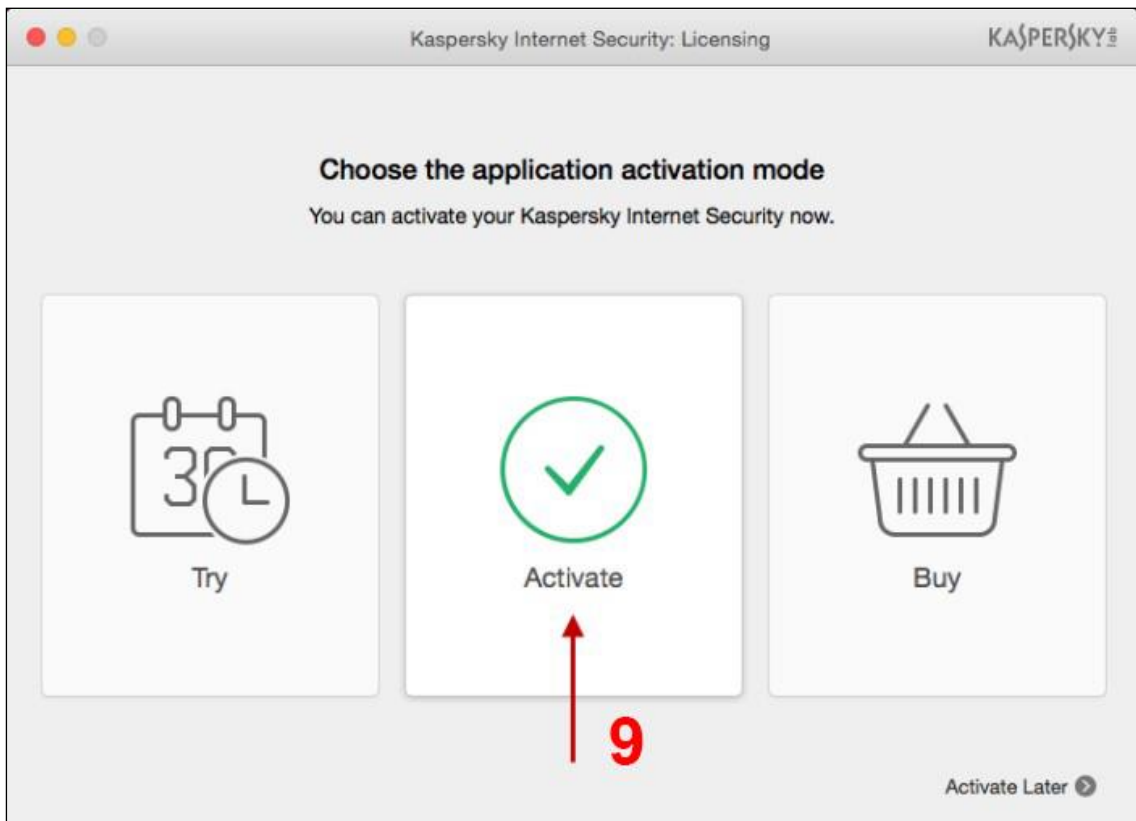 Kaspersky Internet Security: Licensing
KASPERSKY lab
Choose the application activation mode
You can activate your Kaspersky Internet Security now.
30
Try
Activate
Buy
9
Activate Later